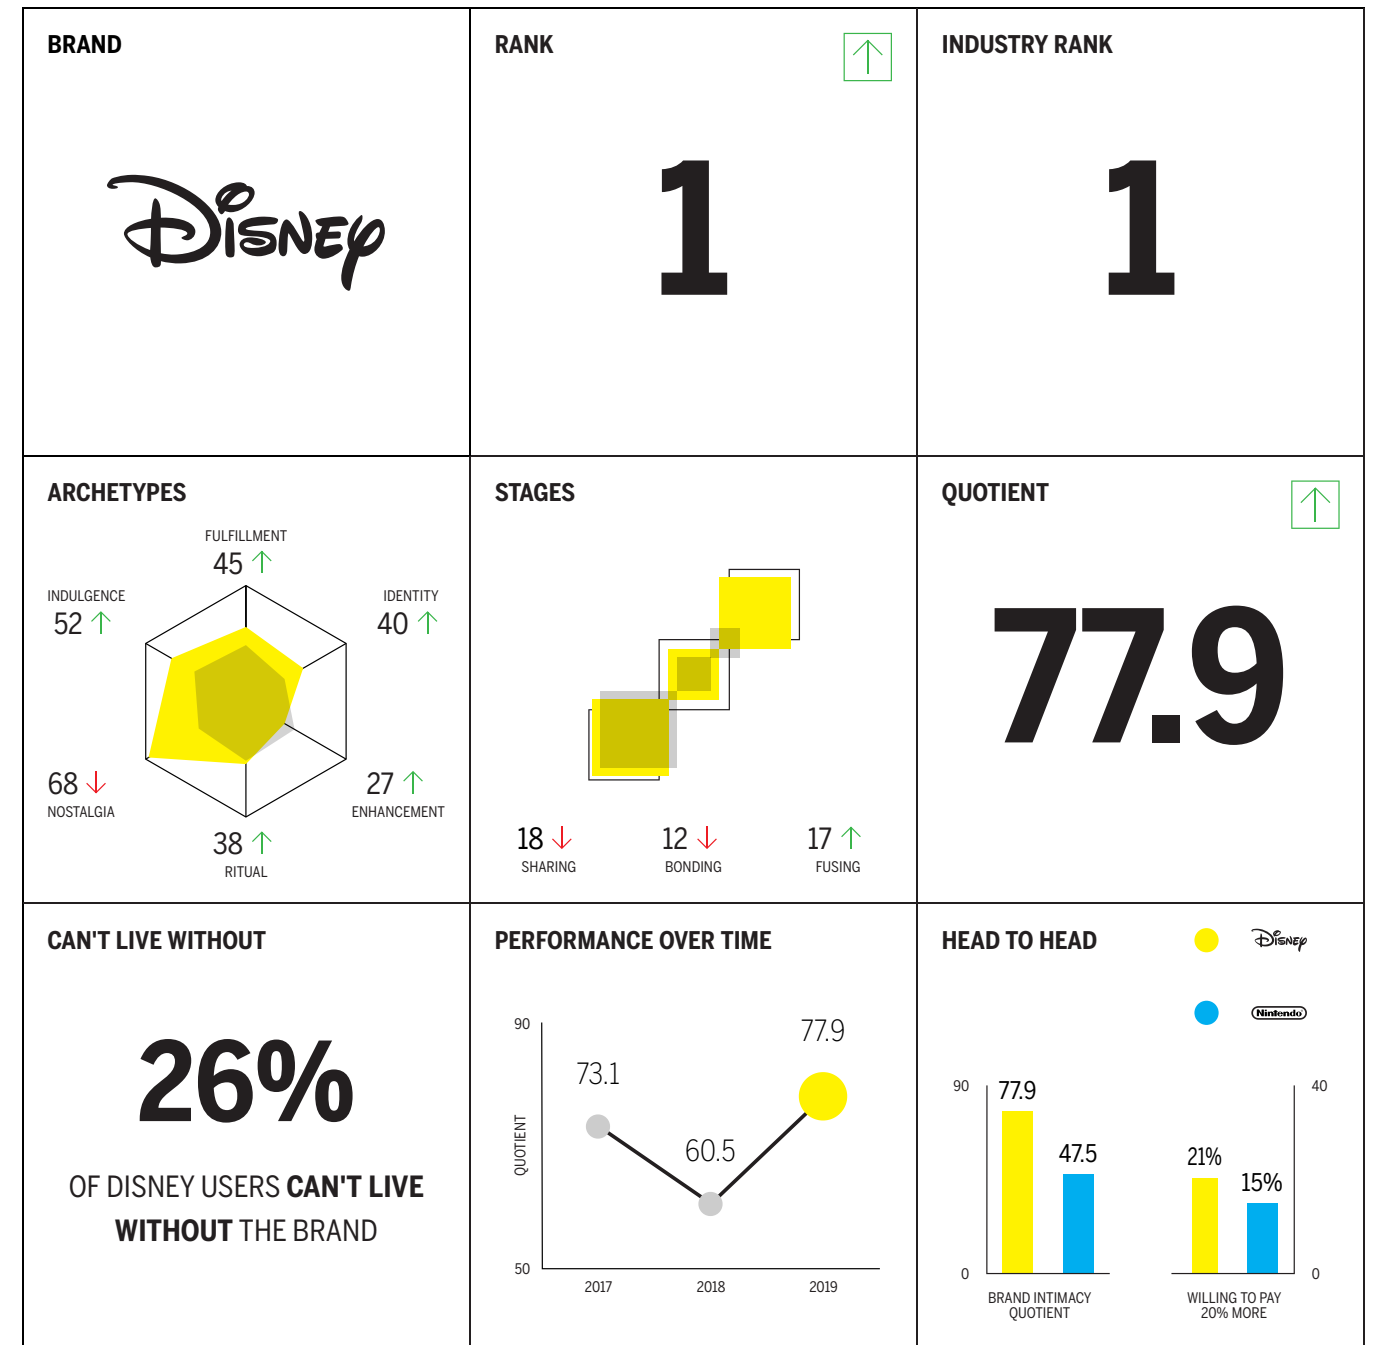 BRAND
Disney
RANK
1
INDUSTRY RANK
1
ARCHETYPES
FULFILLMENT
45
INDULGENCE
52
IDENTITY
40
68
NOSTALGIA
27
ENHANCEMENT
38
RITUAL
STAGES
18
SHARING
12
BONDING
17
FUSING
QUOTIENT
77.9
CAN'T LIVE WITHOUT
26%
OF DISNEY USERS CAN'T LIVE
WITHOUT THE BRAND
PERFORMANCE OVER TIME
90
QUOTIENT
50
73.1
60.5
77.9
2017
2018
2019
HEAD TO HEAD
Disney
Nintendo
90
0
77.9
47.5
BRAND INTIMACY
QUOTIENT
21%
15%
40
0
WILLING TO PAY
20% MORE